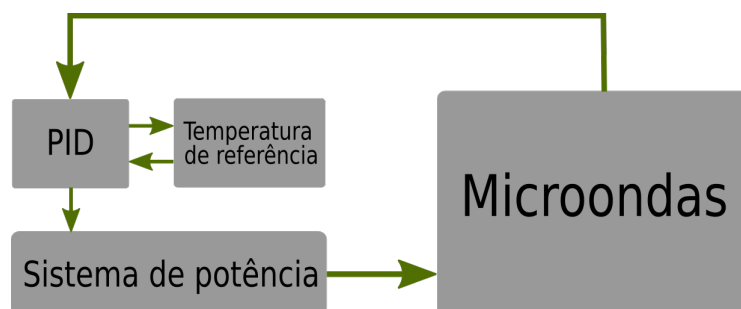 PID
Temperatura
de referência
Microondas
Sistema de potência